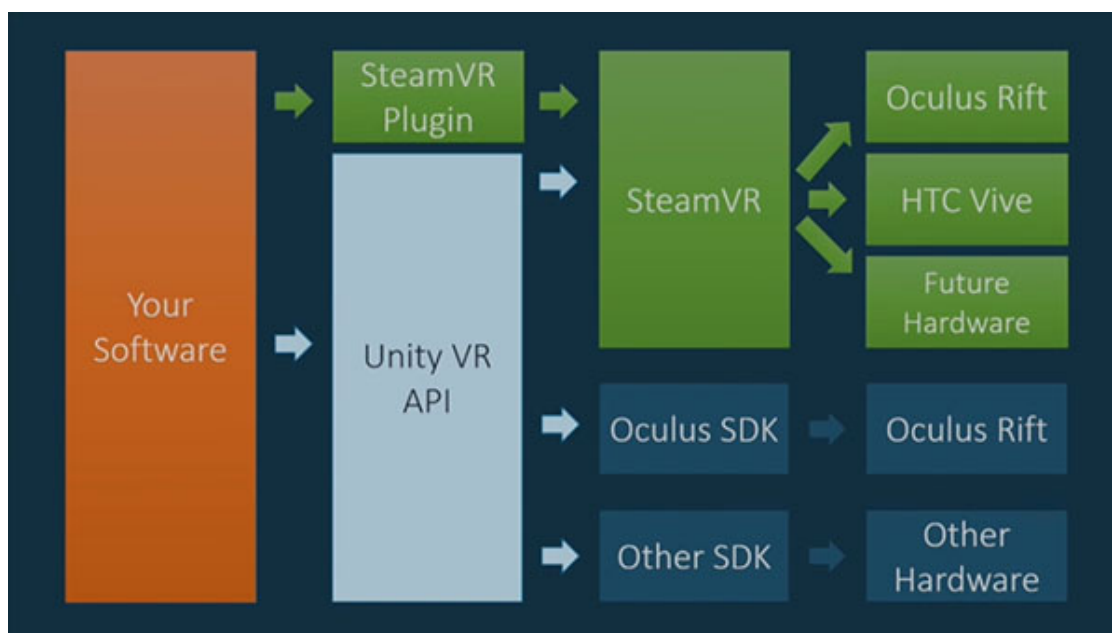 Your
Software
SteamVR
Plugin
Unity VR
API
SteamVR
Oculus SDK
Other SDK
Oculus Rift
HTC Vive
Future
Hardware
Oculus Rift
Other
Hardware